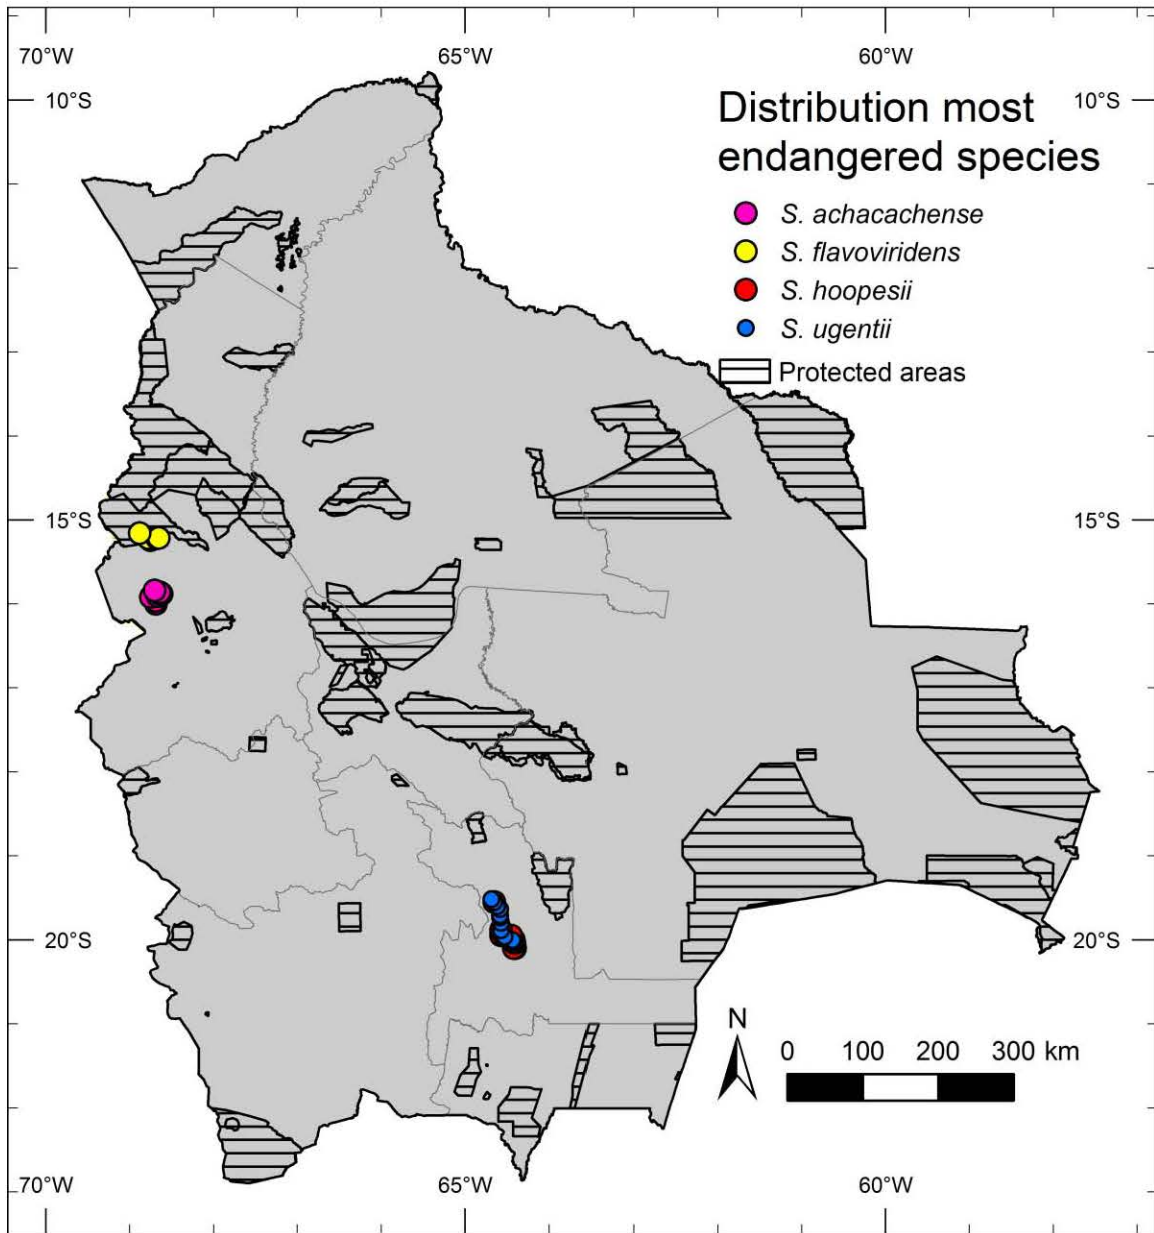 70°W 65°W 60°W
10°S 10°S
Distribution most
endangered species
S. achacachense
S. flavoviridens
S. hoopesii
S. ugentii
Protected areas
15°S 15°S
20°S 20°S
N
0 100 200 300 km
70°W 65°W 60°W